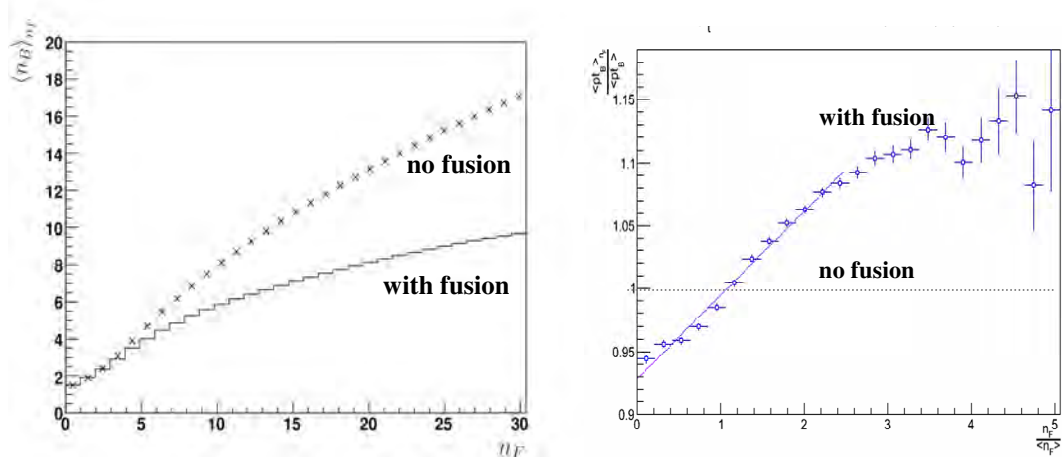 ⟨n_B⟩_{n_F}
20
18
16
14
12
10
8
6
4
2
0
0 5 10 15 20 25 30
n_F
no fusion
with fusion
<pt_B>_{n_F}
<pt_B>
1.15
1.1
1.05
1
0.95
0.9
0 1 2 3 4 5
n_F
<n_F>
with fusion
no fusion